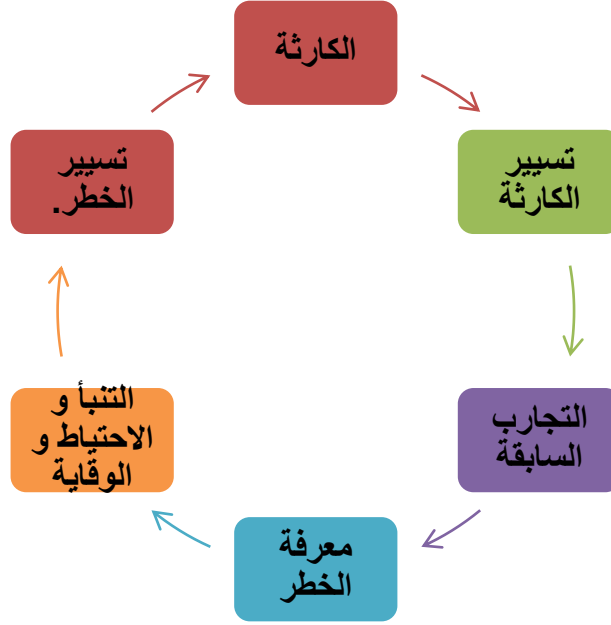 الكارثة
تسيير
الكارثة
التجارب
السابقة
معرفة
الخطر
التنبأ و
الاحتياط و
الوقاية
تسيير
الخطر.